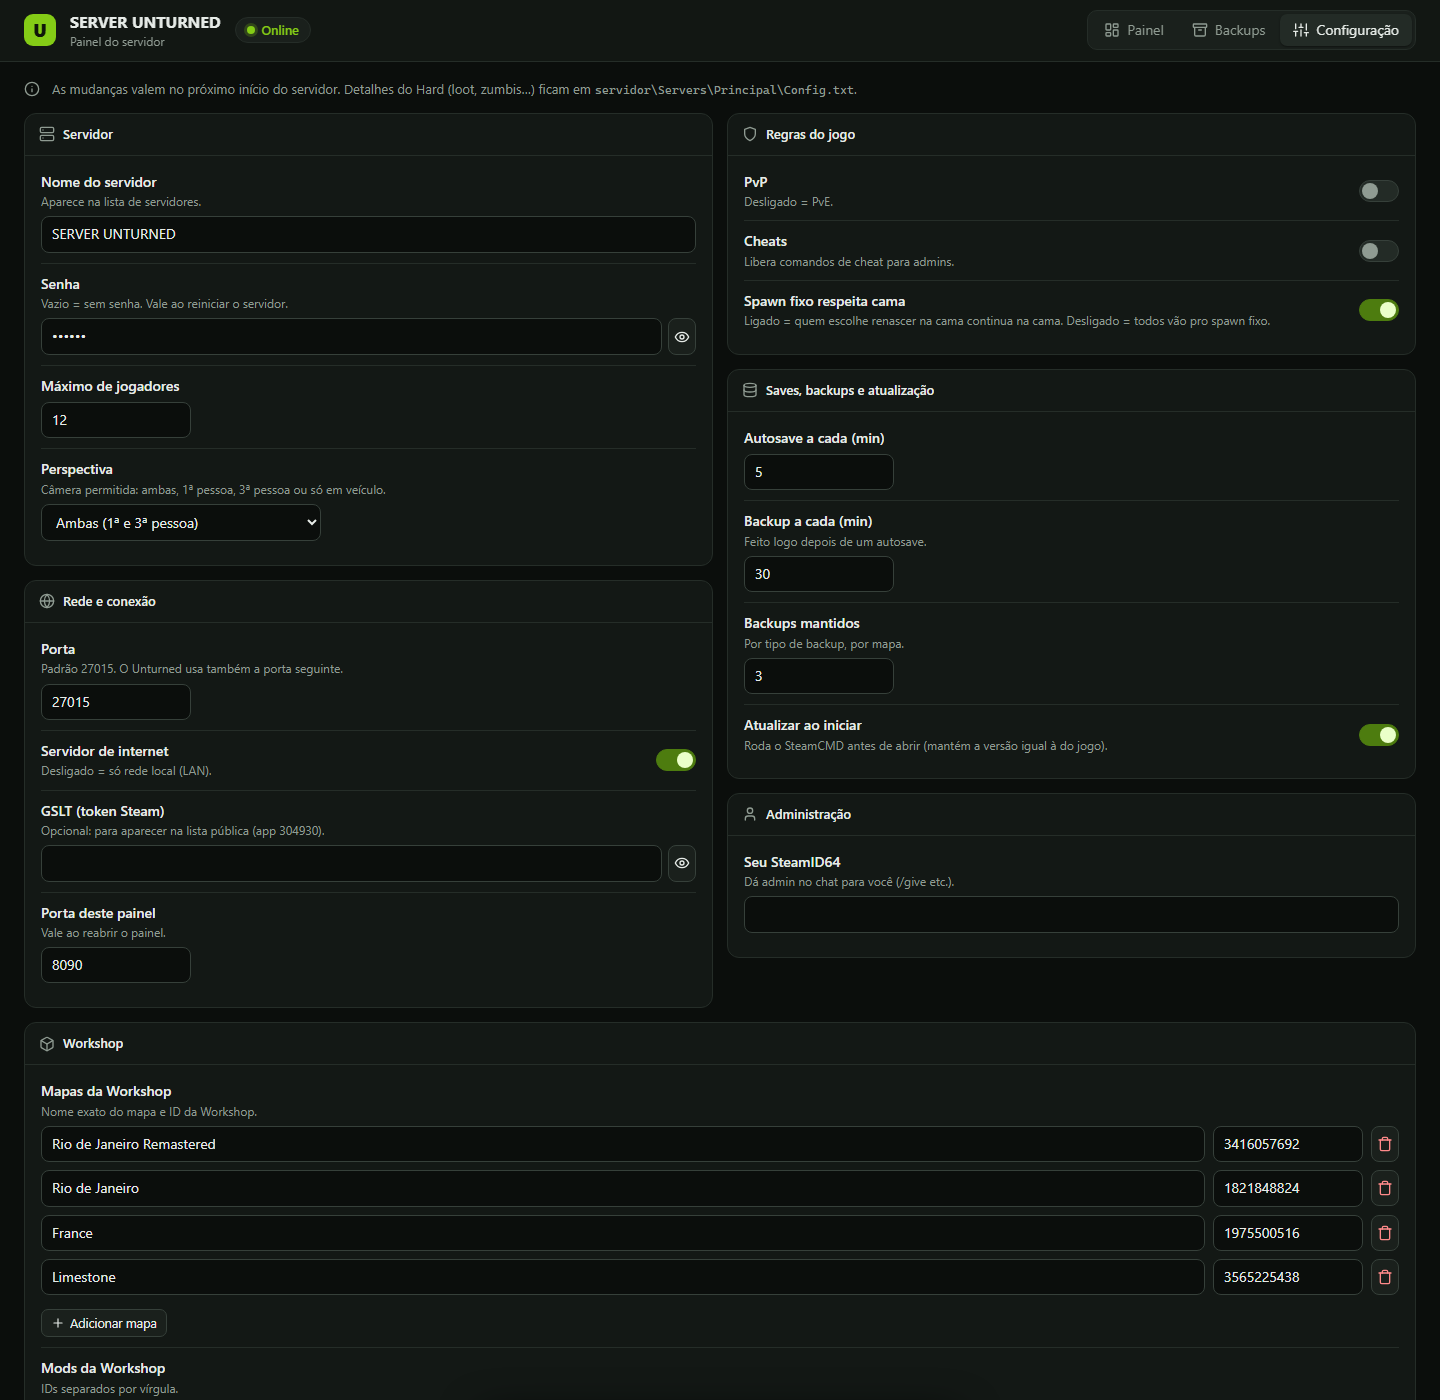 U
SERVER UNTURNED
Painel do servidor
Online
Painel
Backups
Configuração
As mudanças valem no próximo início do servidor. Detalhes do Hard (loot, zumbis...) ficam em servidor\Servers\Principal\Config.txt.
Servidor
Nome do servidor
Aparece na lista de servidores.
SERVER UNTURNED
Senha
Vazio = sem senha. Vale ao reiniciar o servidor.
••••••
Máximo de jogadores
12
Perspectiva
Câmera permitida: ambas, 1ª pessoa, 3ª pessoa ou só em veículo.
Ambas (1ª e 3ª pessoa)
Rede e conexão
Porta
Padrão 27015. O Unturned usa também a porta seguinte.
27015
Servidor de internet
Desligado = só rede local (LAN).
GSLT (token Steam)
Opcional: para aparecer na lista pública (app 304930).
Porta deste painel
Vale ao reabrir o painel.
8090
Regras do jogo
PvP
Desligado = PvE.
Cheats
Libera comandos de cheat para admins.
Spawn fixo respeita cama
Ligado = quem escolhe renascer na cama continua na cama. Desligado = todos vão pro spawn fixo.
Saves, backups e atualização
Autosave a cada (min)
5
Backup a cada (min)
Feito logo depois de um autosave.
30
Backups mantidos
Por tipo de backup, por mapa.
3
Atualizar ao iniciar
Roda o SteamCMD antes de abrir (mantém a versão igual à do jogo).
Administração
Seu SteamID64
Dá admin no chat para você (/give etc.).
Workshop
Mapas da Workshop
Nome exato do mapa e ID da Workshop.
Rio de Janeiro Remastered 3416057692
Rio de Janeiro 1821848824
France 1975500516
Limestone 3565225438
+ Adicionar mapa
Mods da Workshop
IDs separados por vírgula.